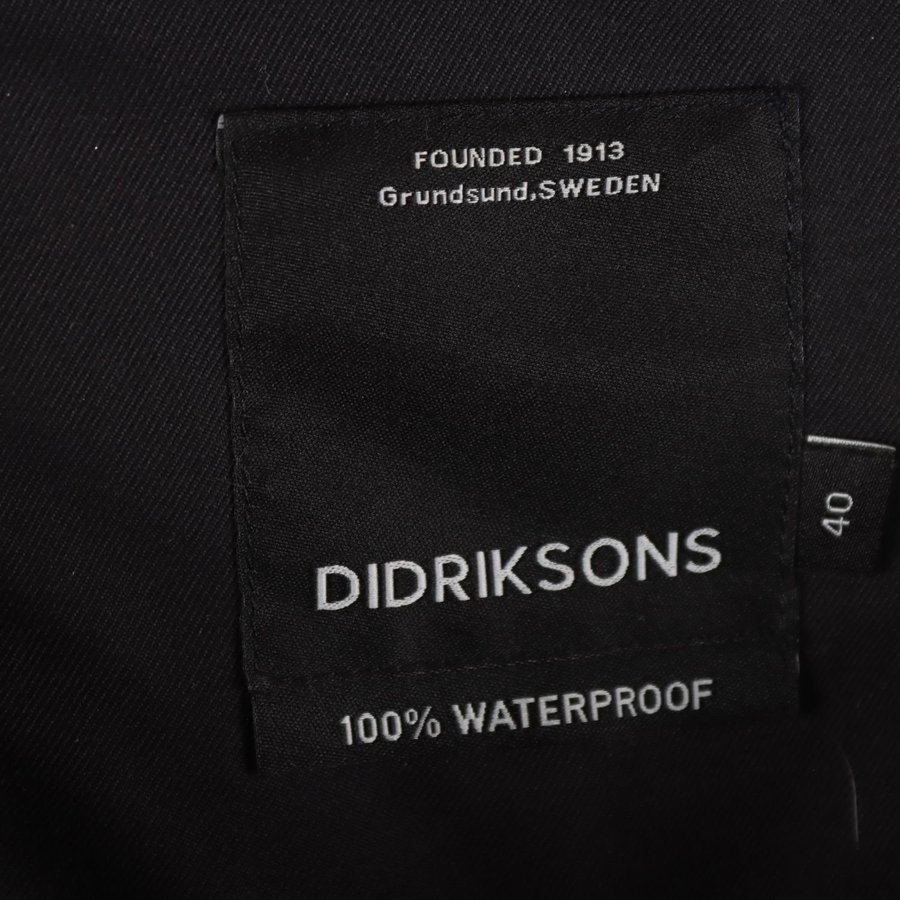 FOUNDED 1913
Grundsund,SWEDEN
DIDRIKSONS
100% WATERPROOF
40